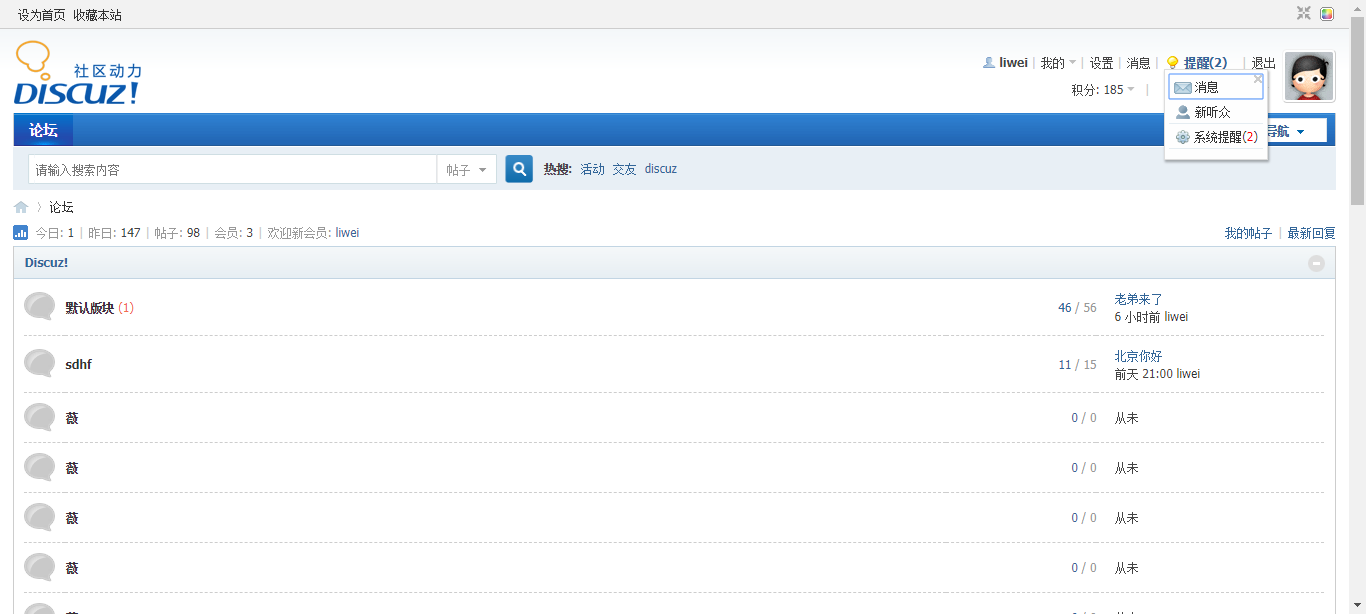 设为首页 收藏本站
社区动力
DISCUZ!
liwei | 我的 | 设置 | 消息 | 提醒(2) | 退出
积分: 185 |
消息
新听众
系统提醒(2)
论坛
导航
请输入搜索内容 帖子 热搜: 活动 交友 discuz
论坛
今日: 1 | 昨日: 147 | 帖子: 98 | 会员: 3 | 欢迎新会员: liwei 我的帖子 | 最新回复
Discuz!
默认版块 (1) 46 / 56 老弟来了
6 小时前 liwei
sdhf 11 / 15 北京你好
前天 21:00 liwei
薇 0 / 0 从未
薇 0 / 0 从未
薇 0 / 0 从未
薇 0 / 0 从未